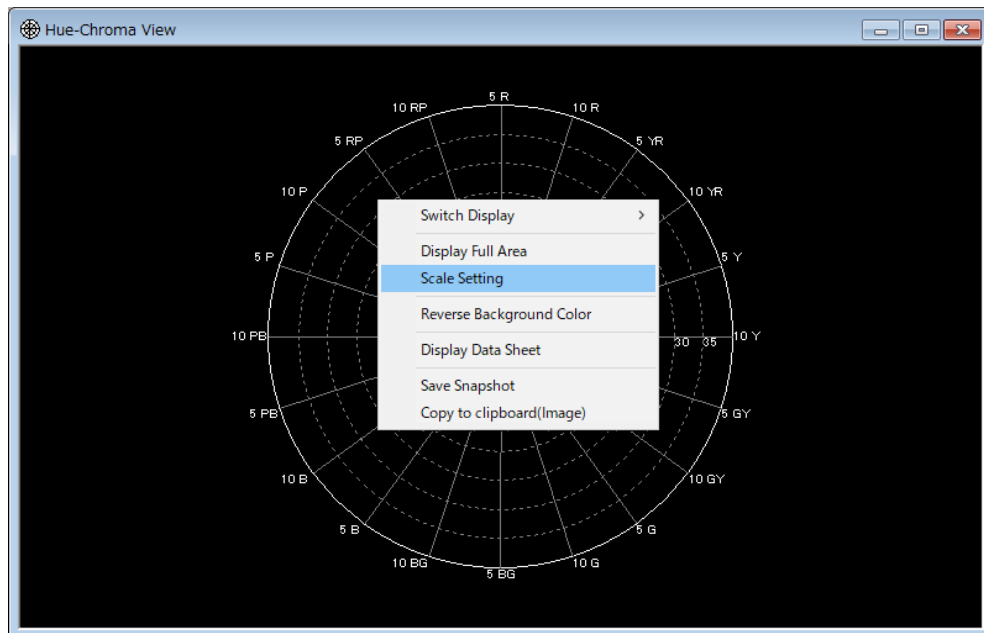 Hue-Chroma View
5 R
10 RP
10 R
5 RP
5 YR
10 P
10 YR
Switch Display
Display Full Area
5 P
5 Y
Scale Setting
Reverse Background Color
10 PB
30 35
10 Y
Display Data Sheet
Save Snapshot
5 PB
Copy to clipboard(Image)
5 GY
10 B
10 GY
5 B
5 G
10 BG
10 G
5 BG